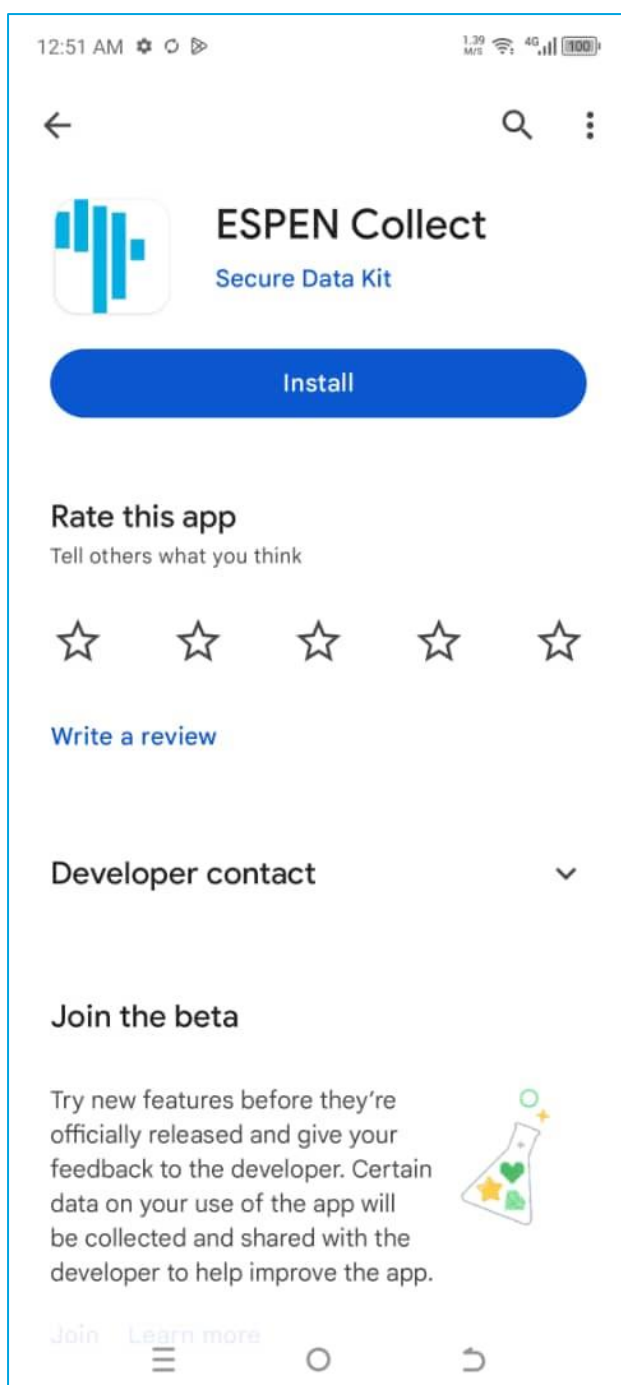 12:51 AM
1.39 M/S 4G 100
ESPEN Collect
Secure Data Kit
Install
Rate this app
Tell others what you think
Write a review
Developer contact
Join the beta
Try new features before they're
officially released and give your
feedback to the developer. Certain
data on your use of the app will
be collected and shared with the
developer to help improve the app.
Join Learn more